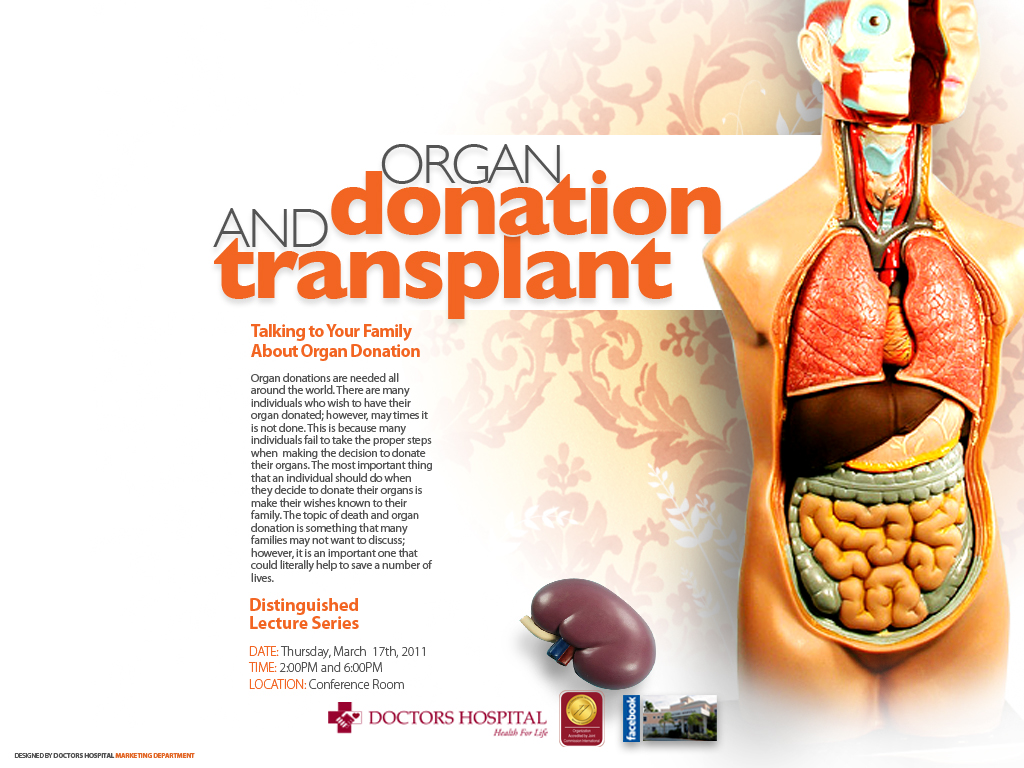 ORGAN
donation
AND
transplant
Talking to Your Family
About Organ Donation
Organ donations are needed all
around the world. There are many
individuals who wish to have their
organ donated; however, may times it
is not done. This is because many
individuals fail to take the proper steps
when making the decision to donate
their organs. The most important thing
that an individual should do when
they decide to donate their organs is
make their wishes known to their
family. The topic of death and organ
donation is something that many
families may not want to discuss;
however, it is an important one that
could literally help to save a number of
lives.
Distinguished
Lecture Series
DATE: Thursday, March 17th, 2011
TIME: 2:00PM and 6:00PM
LOCATION: Conference Room
DOCTORS HOSPITAL
Health For Life
Organization
Accredited by Joint
Commission International
facebook
DESIGNED BY DOCTORS HOSPITAL MARKETING DEPARTMENT